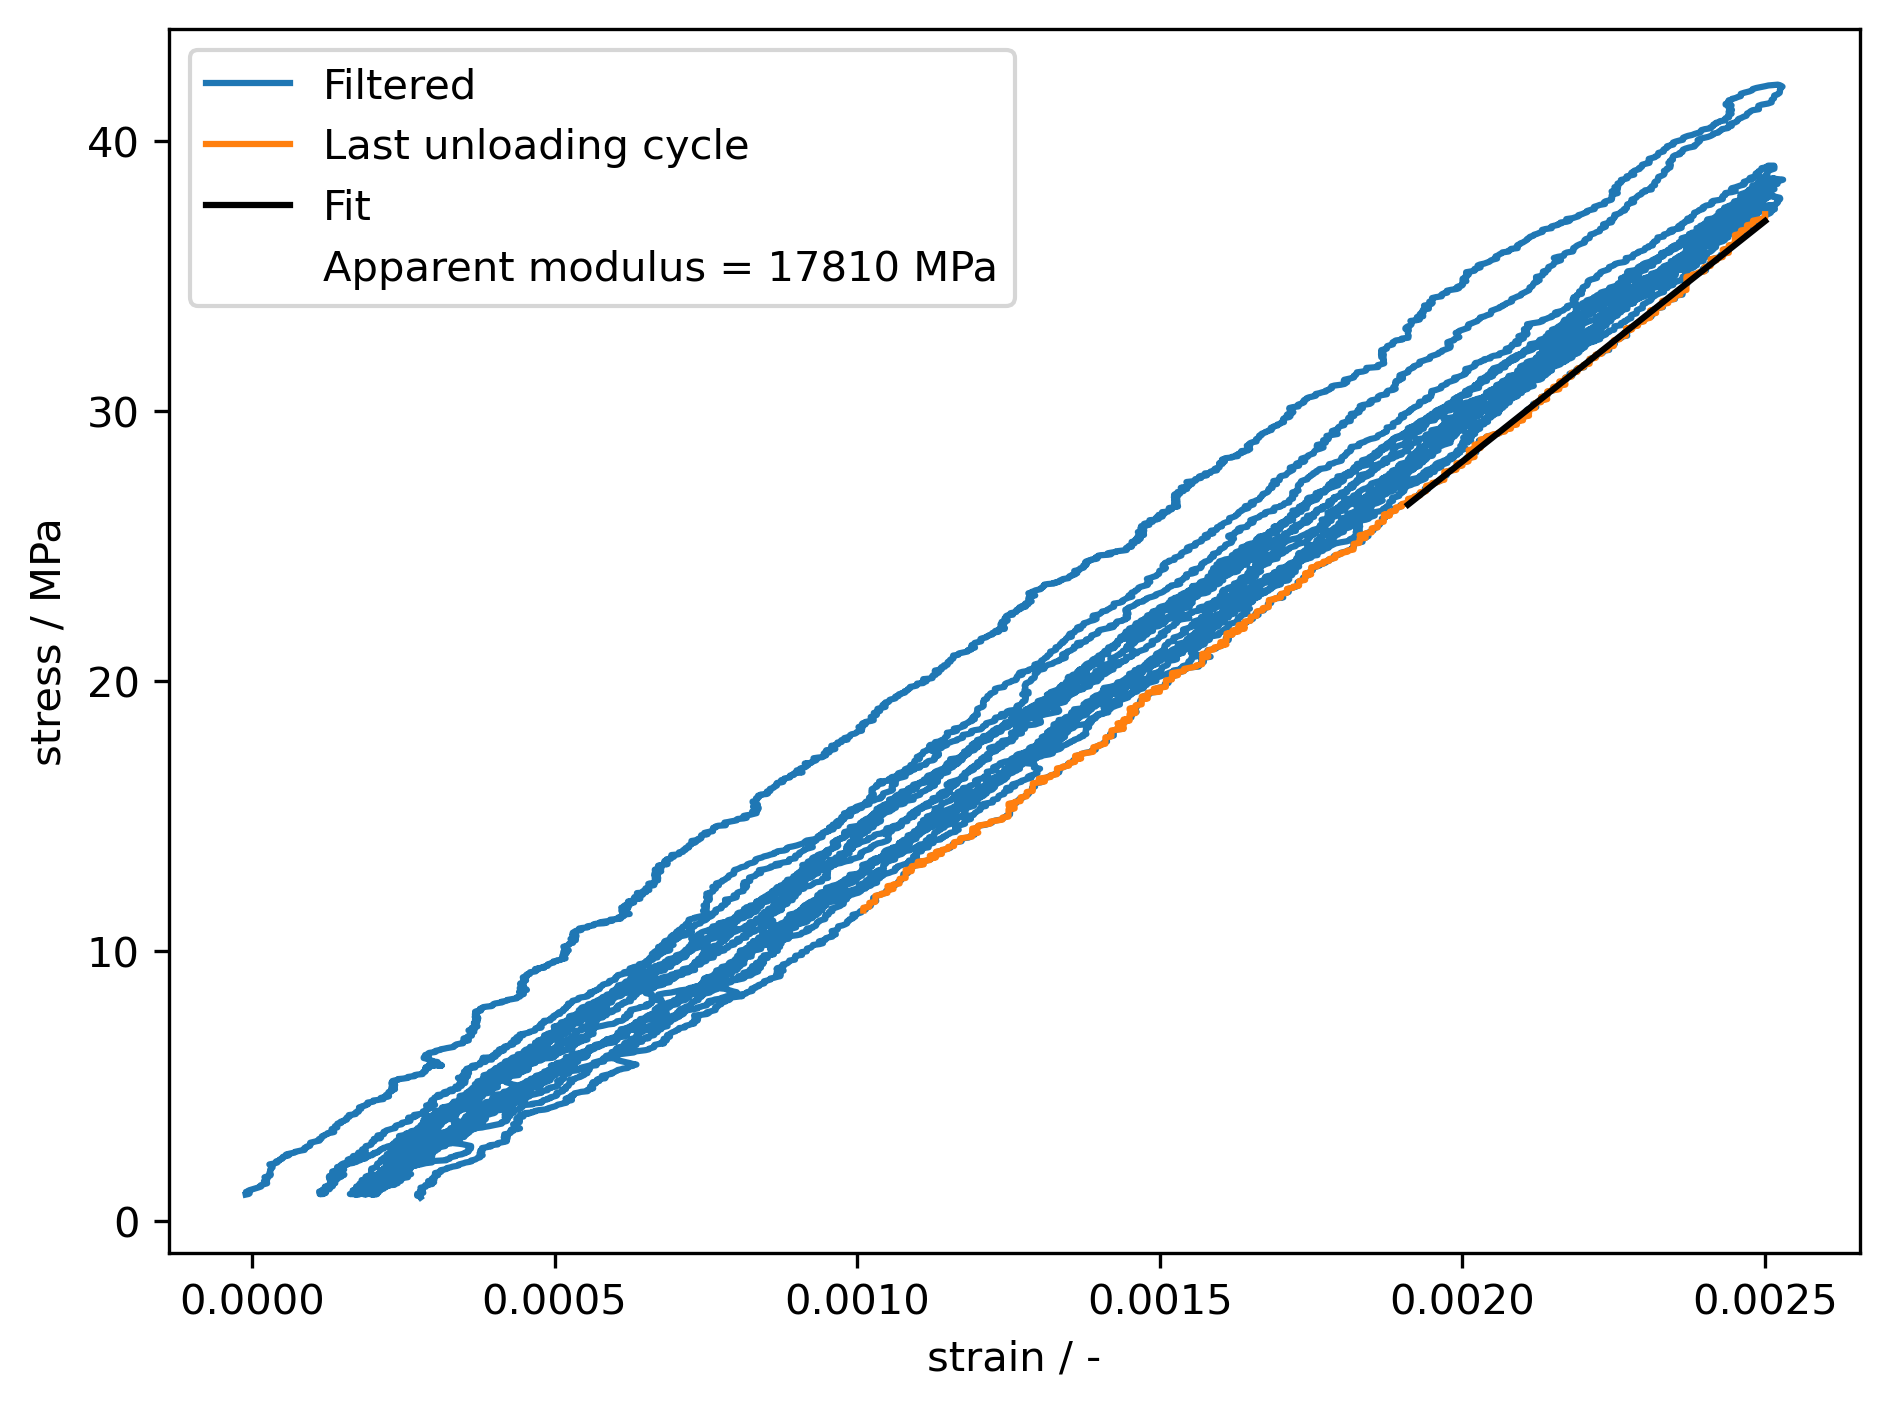 Filtered
Last unloading cycle
Fit
Apparent modulus = 17810 MPa
40
30
20
10
0
stress / MPa
0.0000 0.0005 0.0010 0.0015 0.0020 0.0025
strain / -